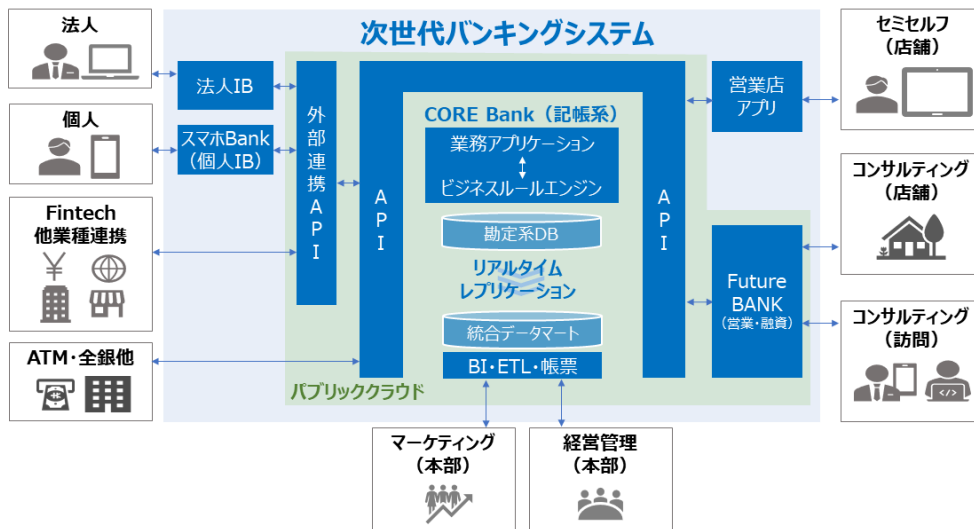 次世代バンキングシステム
法人
個人
Fintech
他業種連携
ATM・全銀他
法人IB
スマホBank
（個人IB）
外部連携API
API
CORE Bank（記帳系）
業務アプリケーション
ビジネスルールエンジン
勘定系DB
リアルタイム
レプリケーション
統合データマート
BI・ETL・帳票
パブリッククラウド
API
営業店
アプリ
Future
BANK
（営業・融資）
セミセルフ
（店舗）
コンサルティング
（店舗）
コンサルティング
（訪問）
マーケティング
（本部）
経営管理
（本部）